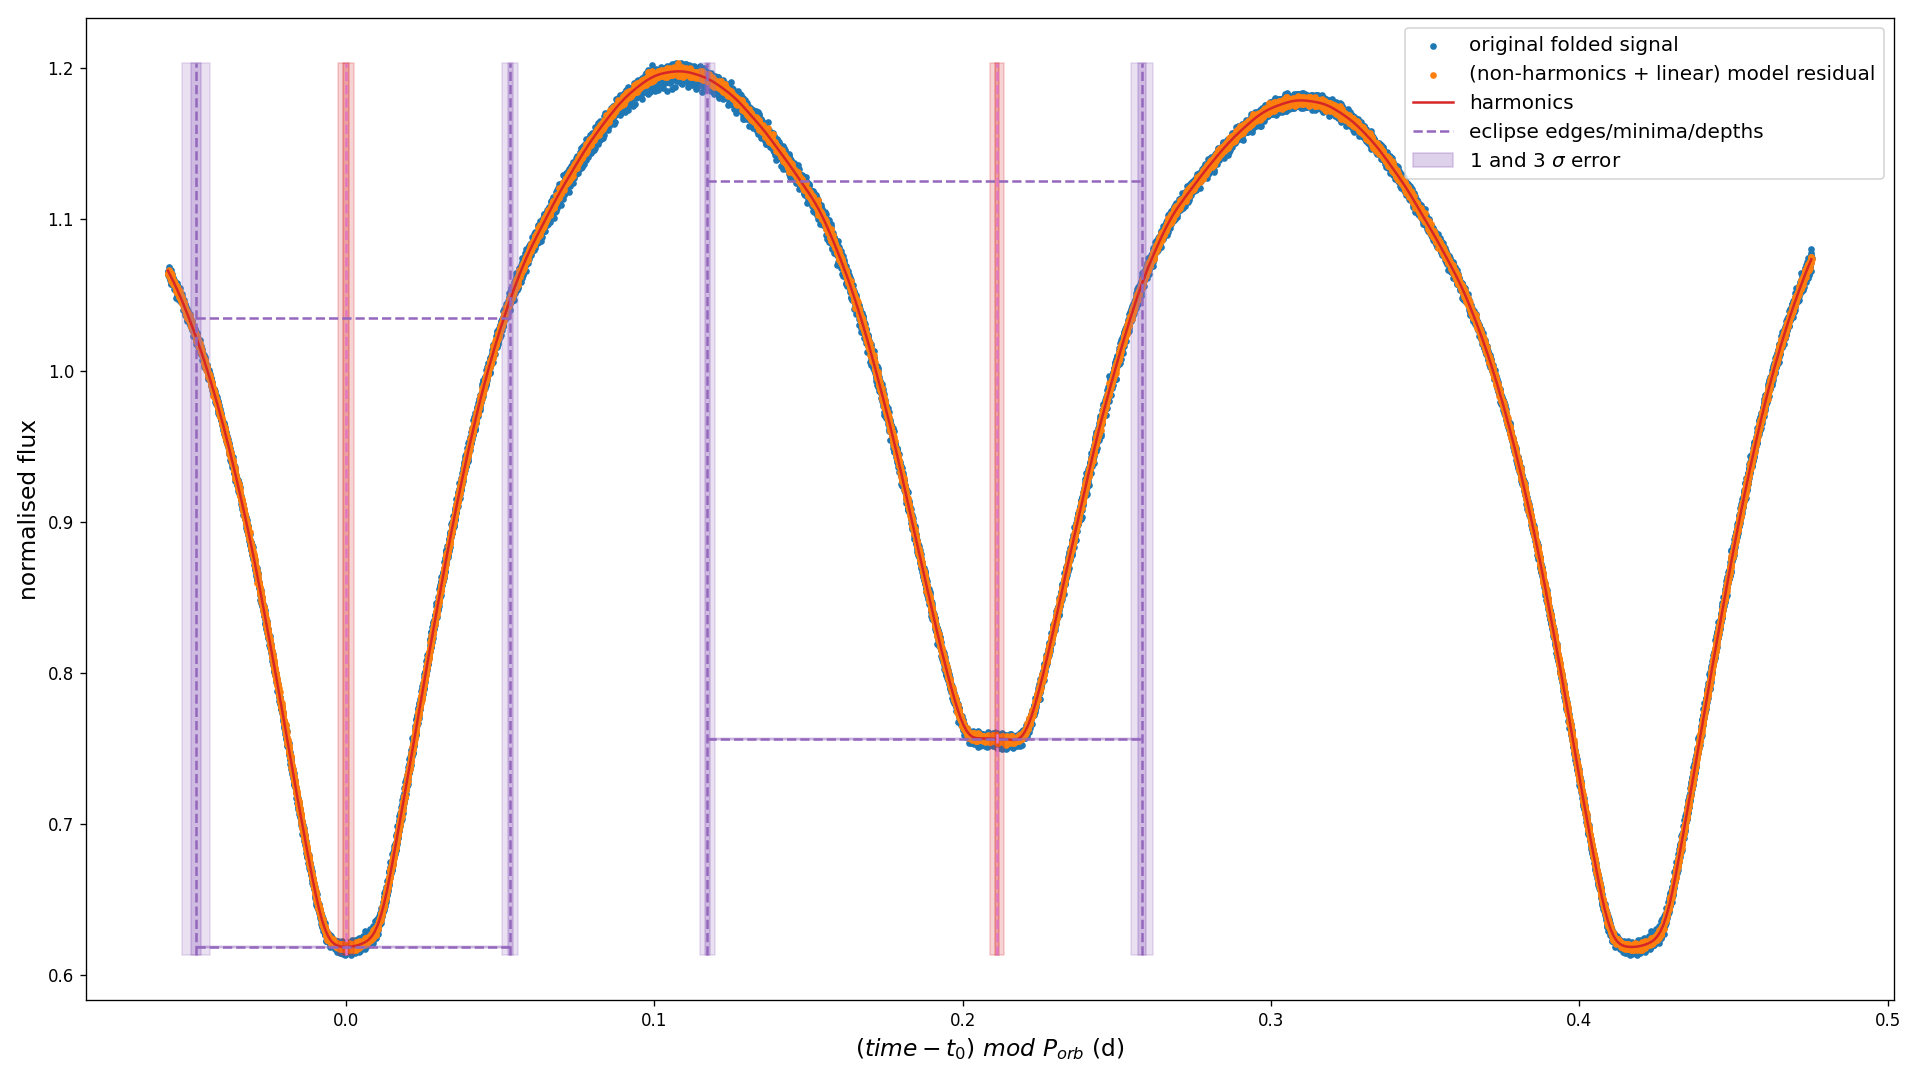 original folded signal
(non-harmonics + linear) model residual
harmonics
eclipse edges/minima/depths
1 and 3 σ error
normalised flux
1.2
1.1
1.0
0.9
0.8
0.7
0.6
0.0 0.1 0.2 0.3 0.4 0.5
(time − t₀) mod P_orb (d)